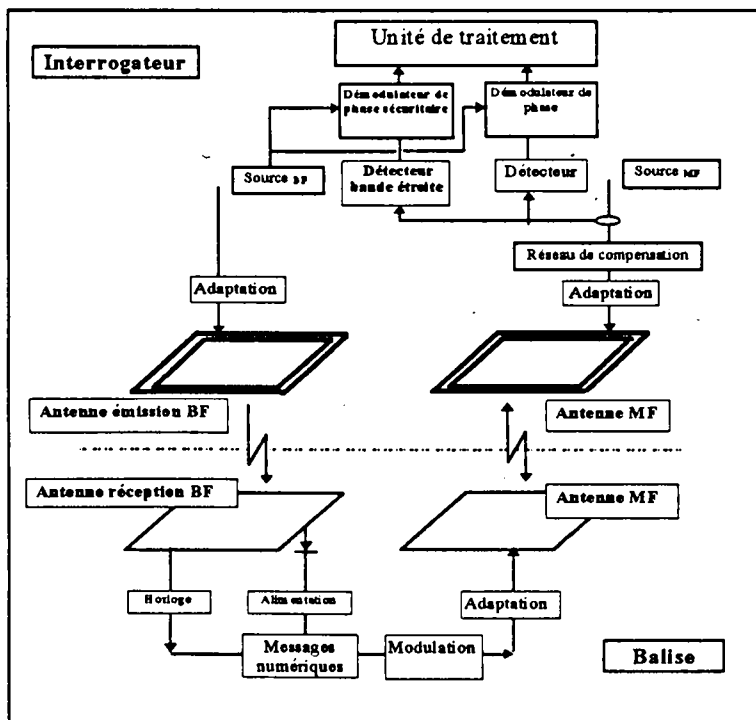 Unité de traitement
Interrogateur
Démodulateur de
phase sécuritaire
Démodulateur de
phase
Source BF
Détecteur
bande étroite
Détecteur
Source MF
Réseau de compensation
Adaptation
Adaptation
Antenne émission BF
Antenne MF
Antenne réception BF
Antenne MF
Horloge
Alimentation
Adaptation
Messages
numériques
Modulation
Balise